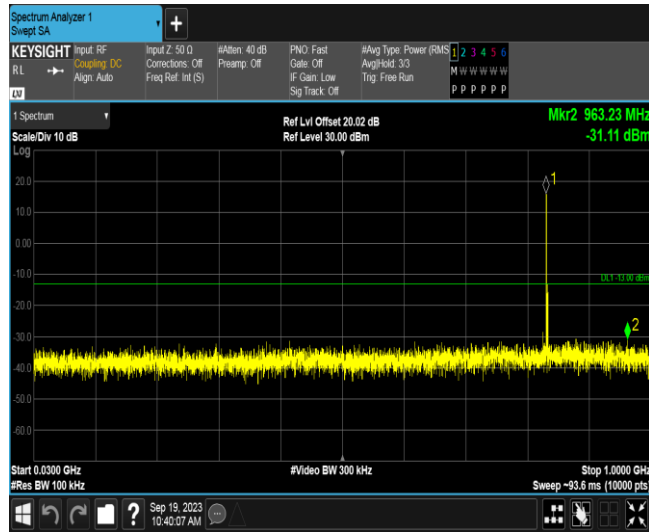 Spectrum Analyzer 1
Swept SA
+
KEYSIGHT
RL
LXI
Input: RF
Coupling: DC
Align: Auto
Input Z: 50 Ω
Corrections: Off
Freq Ref: Int (S)
#Atten: 40 dB
Preamp: Off
PNO: Fast
Gate: Off
IF Gain: Low
Sig Track: Off
#Avg Type: Power (RMS
Avg|Hold: 3/3
Trig: Free Run
1 2 3 4 5 6
M W W W W W
P P P P P P
1 Spectrum
Scale/Div 10 dB
Log
Ref Lvl Offset 20.02 dB
Ref Level 30.00 dBm
Mkr2 963.23 MHz
-31.11 dBm
1
20.0
10.0
0.00
-10.0
DL1 -13.00 dBm
-20.0
2
-30.0
-40.0
-50.0
-60.0
Start 0.0300 GHz
#Res BW 100 kHz
#Video BW 300 kHz
Stop 1.0000 GHz
Sweep ~93.6 ms (10000 pts)
?
Sep 19, 2023
10:40:07 AM